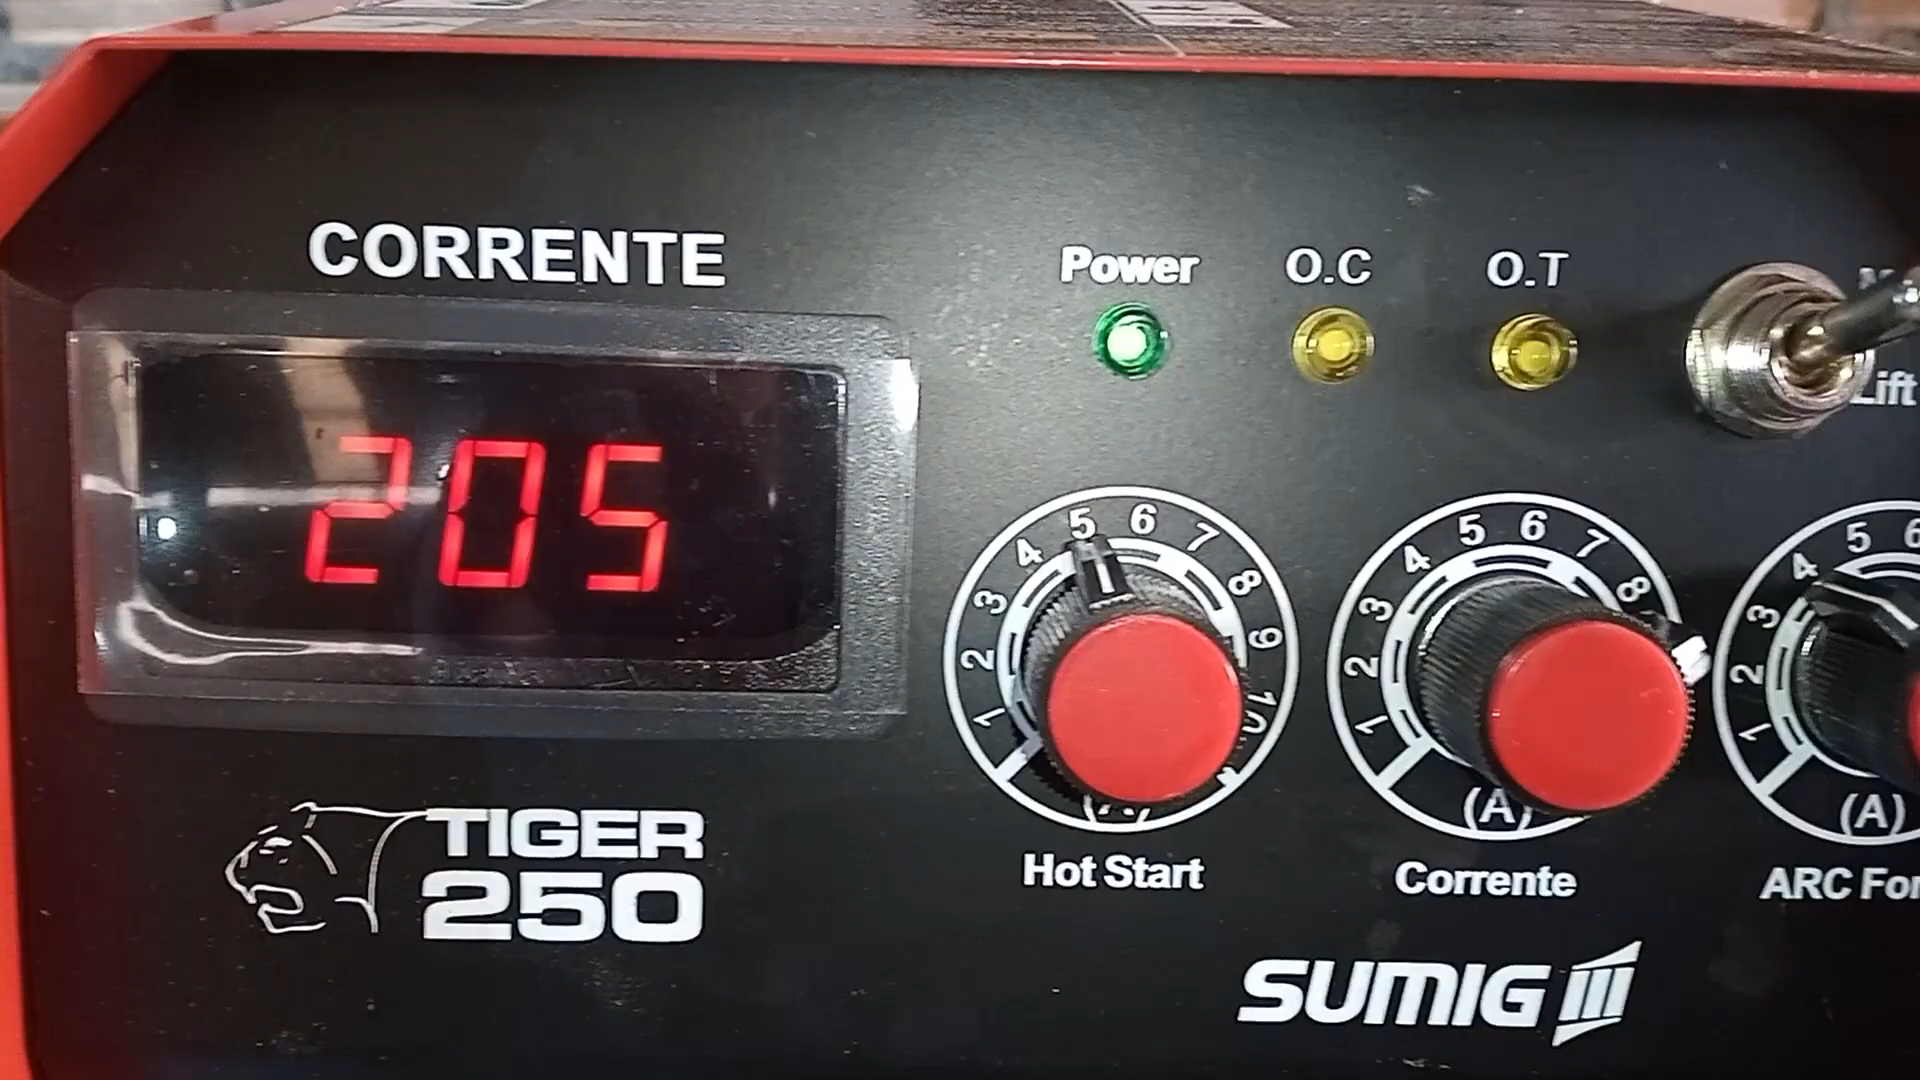 CORRENTE
Power
O.C
O.T
Lift
205
1 2 3 4 5 6 7 8 9 10
(A)
Hot Start
1 2 3 4 5 6 7 8
(A)
Corrente
1 2 3 4 5 6
(A)
ARC For
TIGER
250
SUMIG